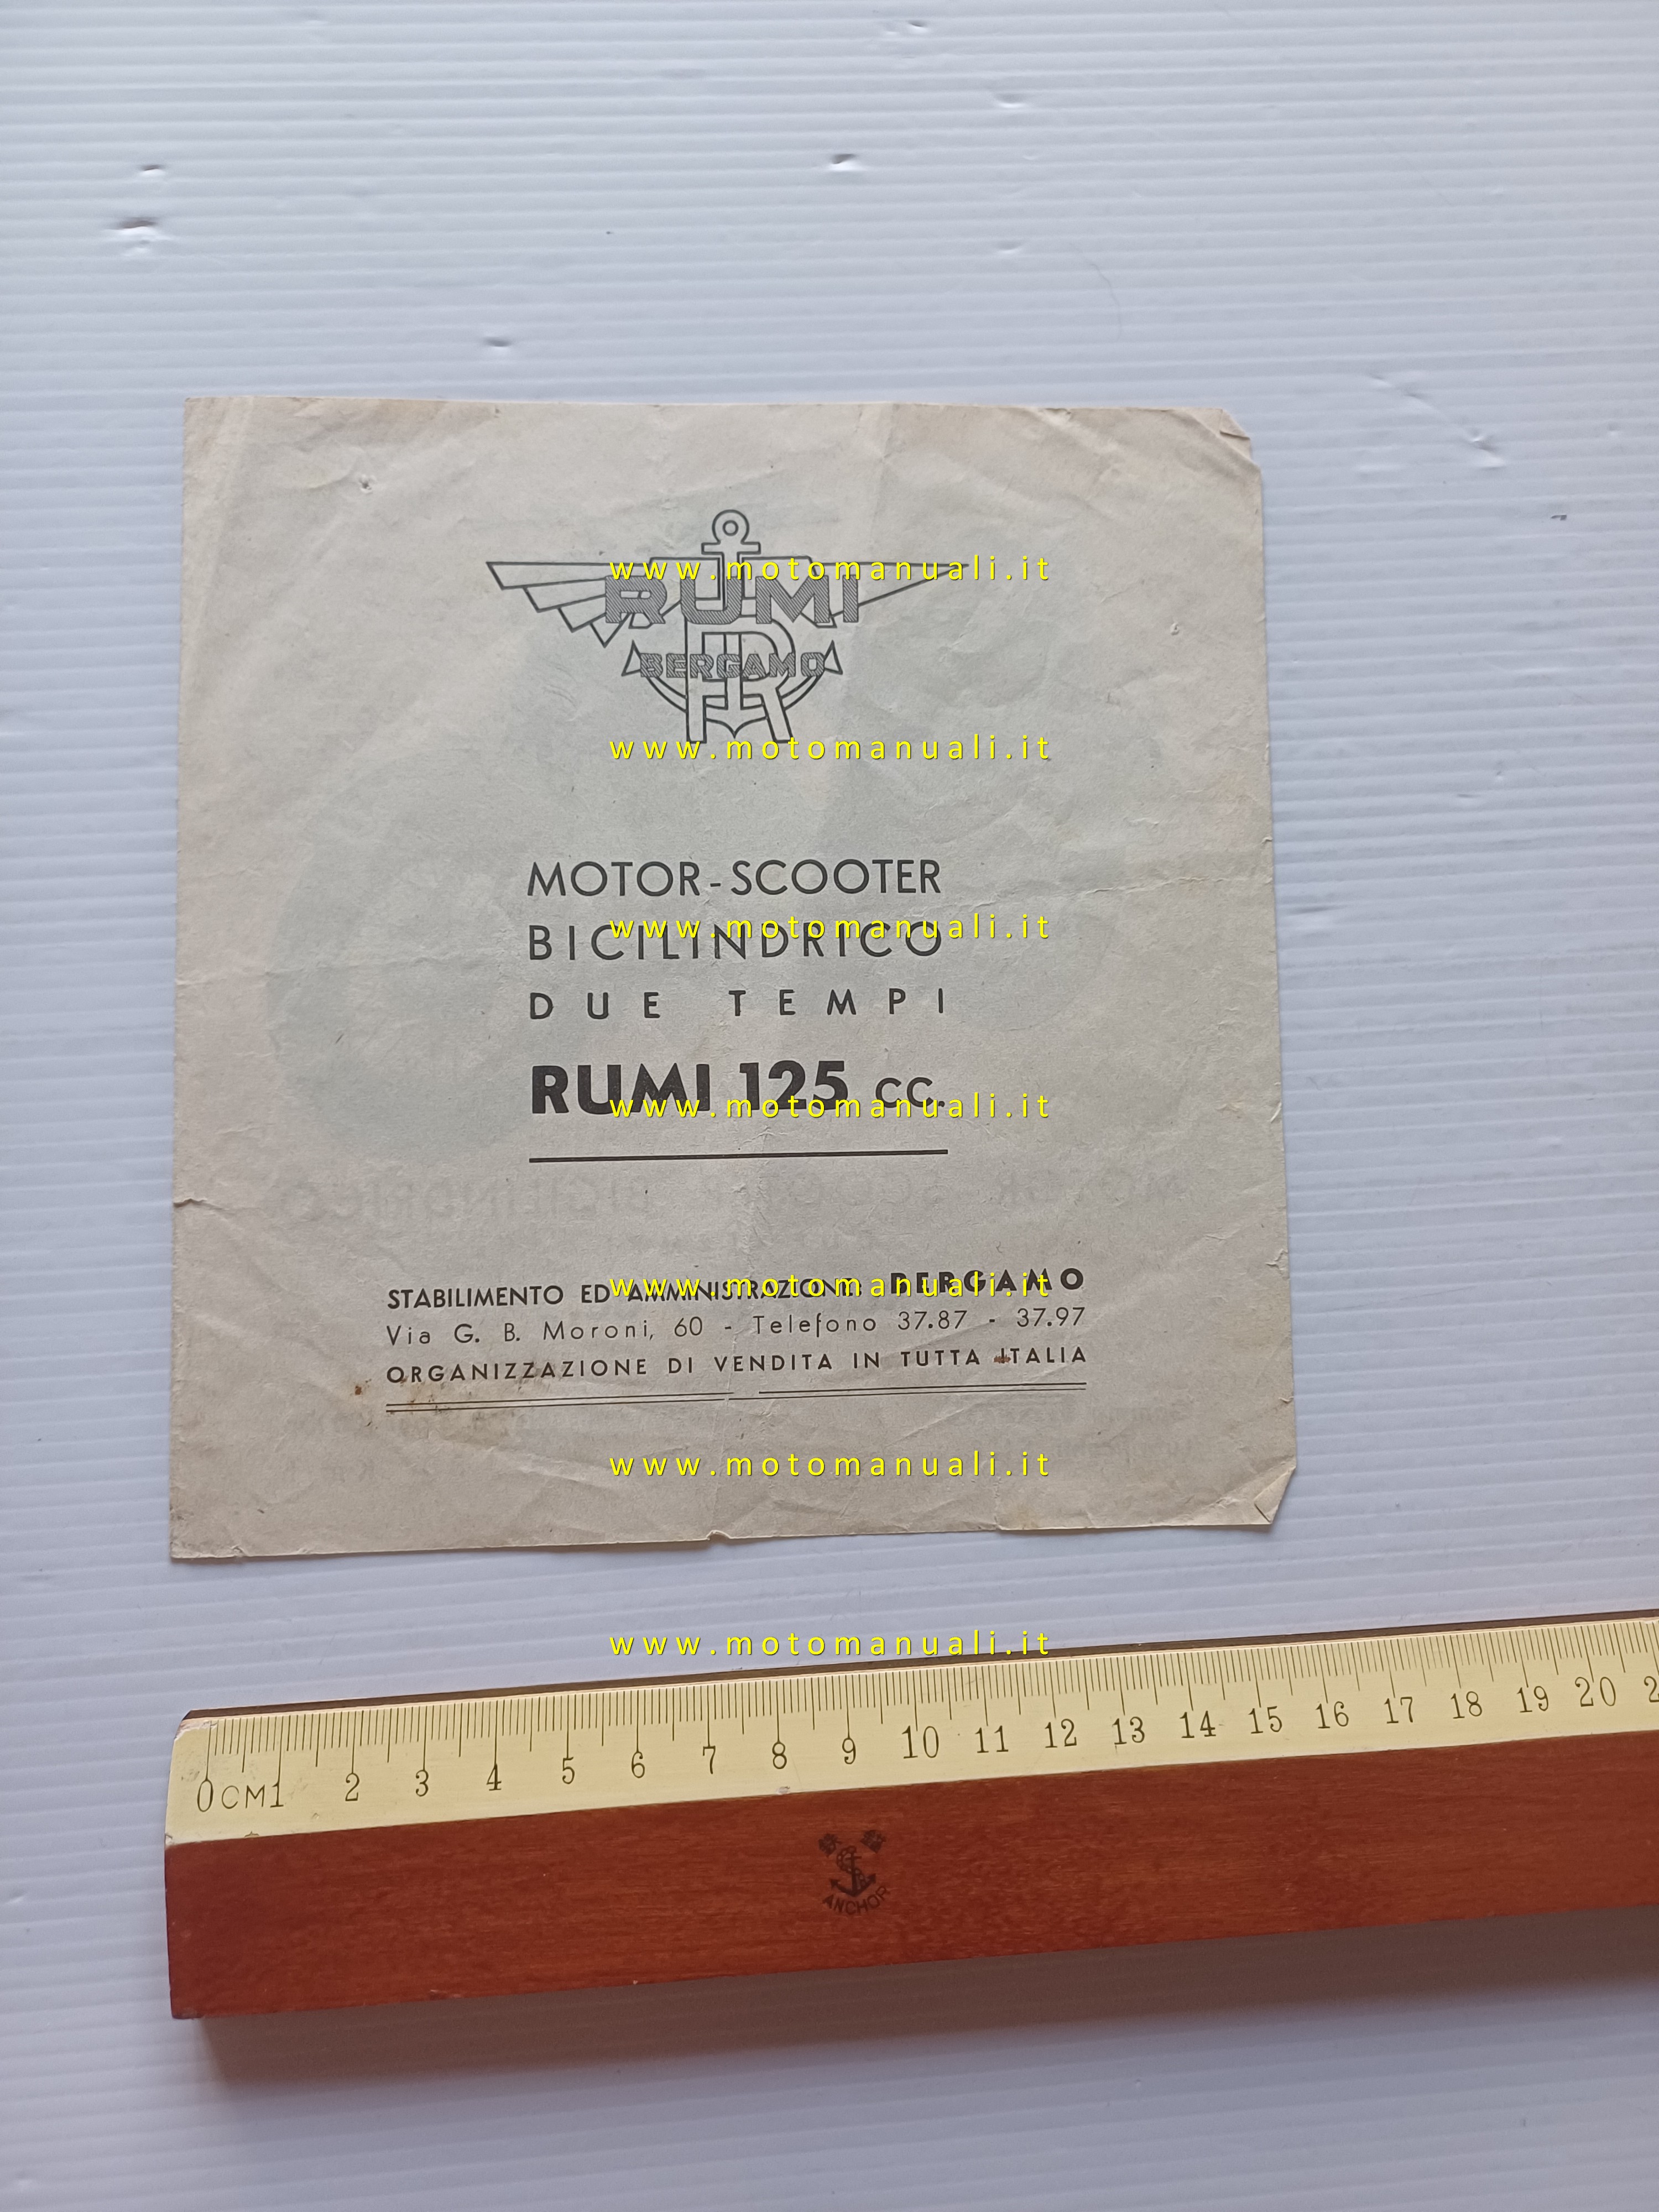 www.motomanuali.it
RUMI
BERGAMO
www.motomanuali.it
MOTOR-SCOOTER
www.motomanuali.it
BICILINDRICO
DUE TEMPI
RUMI 125 CC.
www.motomanuali.it
STABILIMENTO ED AMMINISTRAZIONE: BERGAMO
www.motomanuali.it
Via G. B. Moroni, 60 - Telefono 37.87 - 37.97
ORGANIZZAZIONE DI VENDITA IN TUTTA ITALIA
www.motomanuali.it
www.motomanuali.it
0 CM 1 2 3 4 5 6 7 8 9 10 11 12 13 14 15 16 17 18 19 20 2
ANCHOR